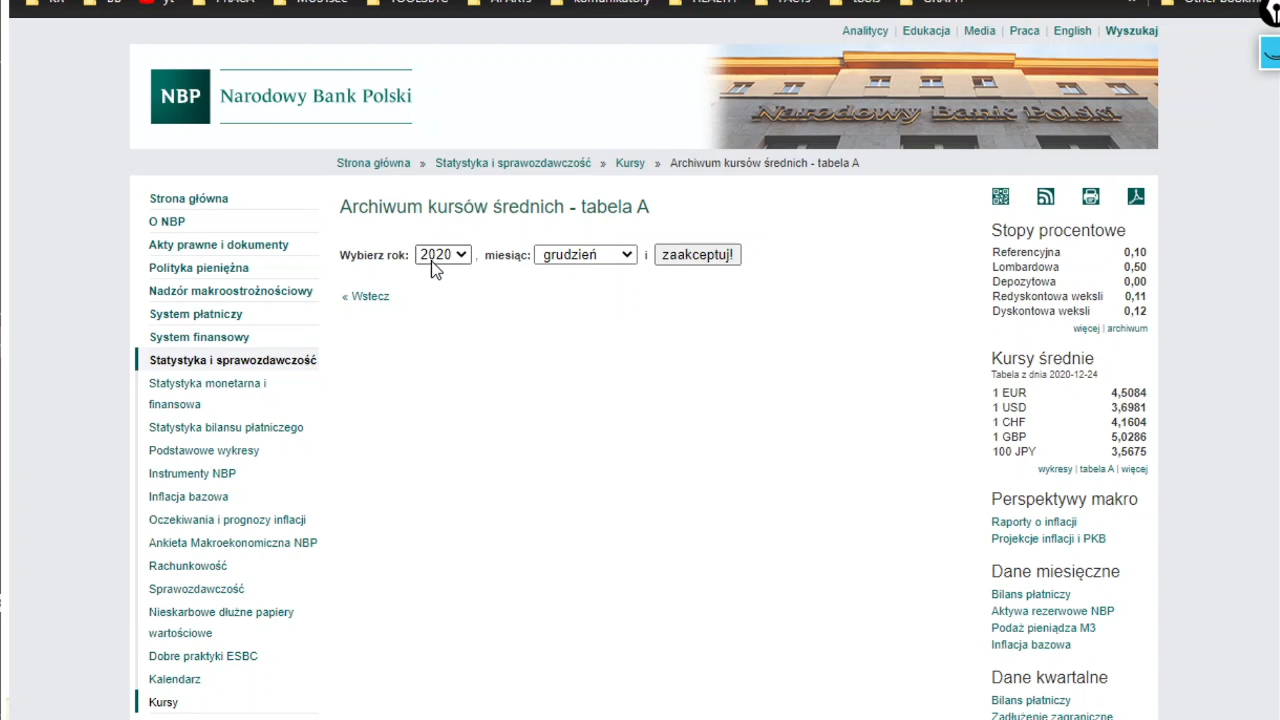 Analitycy | Edukacja | Media | Praca | English | Wyszukaj
NBP Narodowy Bank Polski
Narodowy Bank Polski
Strona główna » Statystyka i sprawozdawczość » Kursy » Archiwum kursów średnich - tabela A
Strona główna
O NBP
Akty prawne i dokumenty
Polityka pieniężna
Nadzór makroostrożnościowy
System płatniczy
System finansowy
Statystyka i sprawozdawczość
Statystyka monetarna i
finansowa
Statystyka bilansu płatniczego
Podstawowe wykresy
Instrumenty NBP
Inflacja bazowa
Oczekiwania i prognozy inflacji
Ankieta Makroekonomiczna NBP
Rachunkowość
Sprawozdawczość
Nieskarbowe dłużne papiery
wartościowe
Dobre praktyki ESBC
Kalendarz
Kursy
Archiwum kursów średnich - tabela A
Wybierz rok: 2020 , miesiąc: grudzień i zaakceptuj!
« Wstecz
Stopy procentowe
Referencyjna 0,10
Lombardowa 0,50
Depozytowa 0,00
Redyskontowa weksli 0,11
Dyskontowa weksli 0,12
więcej | archiwum
Kursy średnie
Tabela z dnia 2020-12-24
1 EUR 4,5084
1 USD 3,6981
1 CHF 4,1604
1 GBP 5,0286
100 JPY 3,5675
wykresy | tabela A | więcej
Perspektywy makro
Raporty o inflacji
Projekcje inflacji i PKB
Dane miesięczne
Bilans płatniczy
Aktywa rezerwowe NBP
Podaż pieniądza M3
Inflacja bazowa
Dane kwartalne
Bilans płatniczy
Zadłużenie zagraniczne